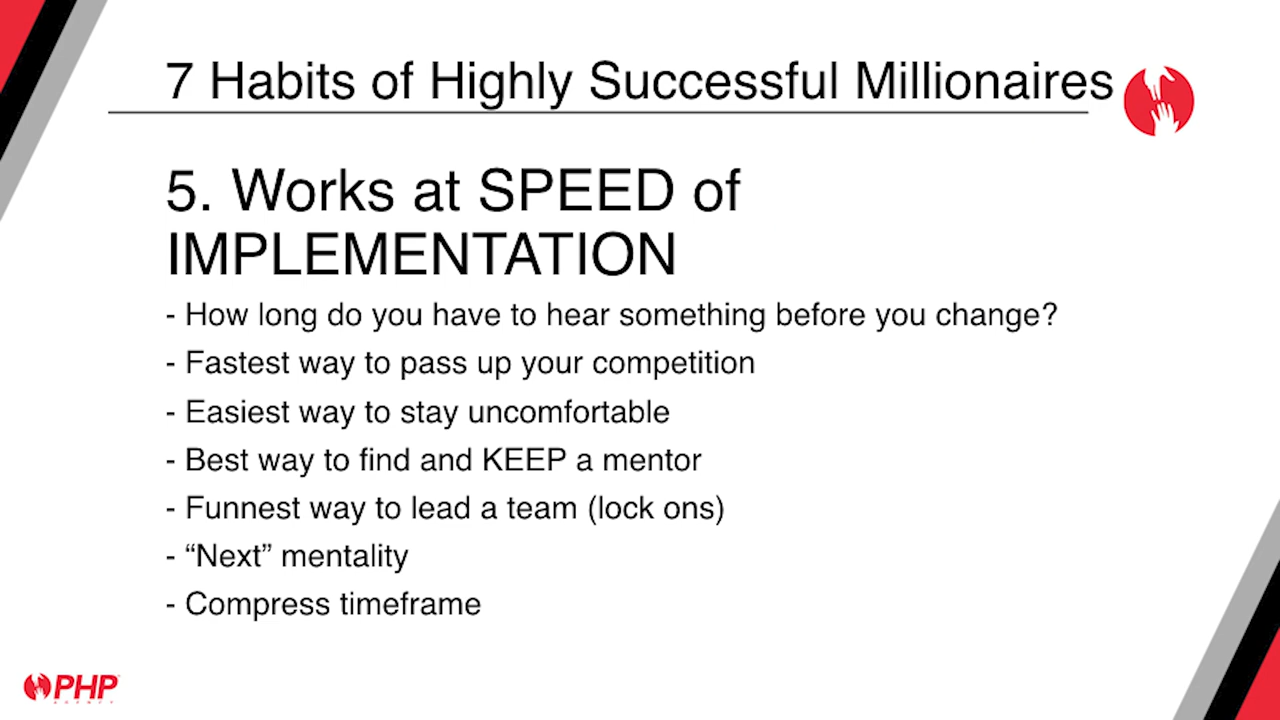 7 Habits of Highly Successful Millionaires
5. Works at SPEED of
IMPLEMENTATION
- How long do you have to hear something before you change?
- Fastest way to pass up your competition
- Easiest way to stay uncomfortable
- Best way to find and KEEP a mentor
- Funnest way to lead a team (lock ons)
- “Next” mentality
- Compress timeframe
PHP
AGENCY